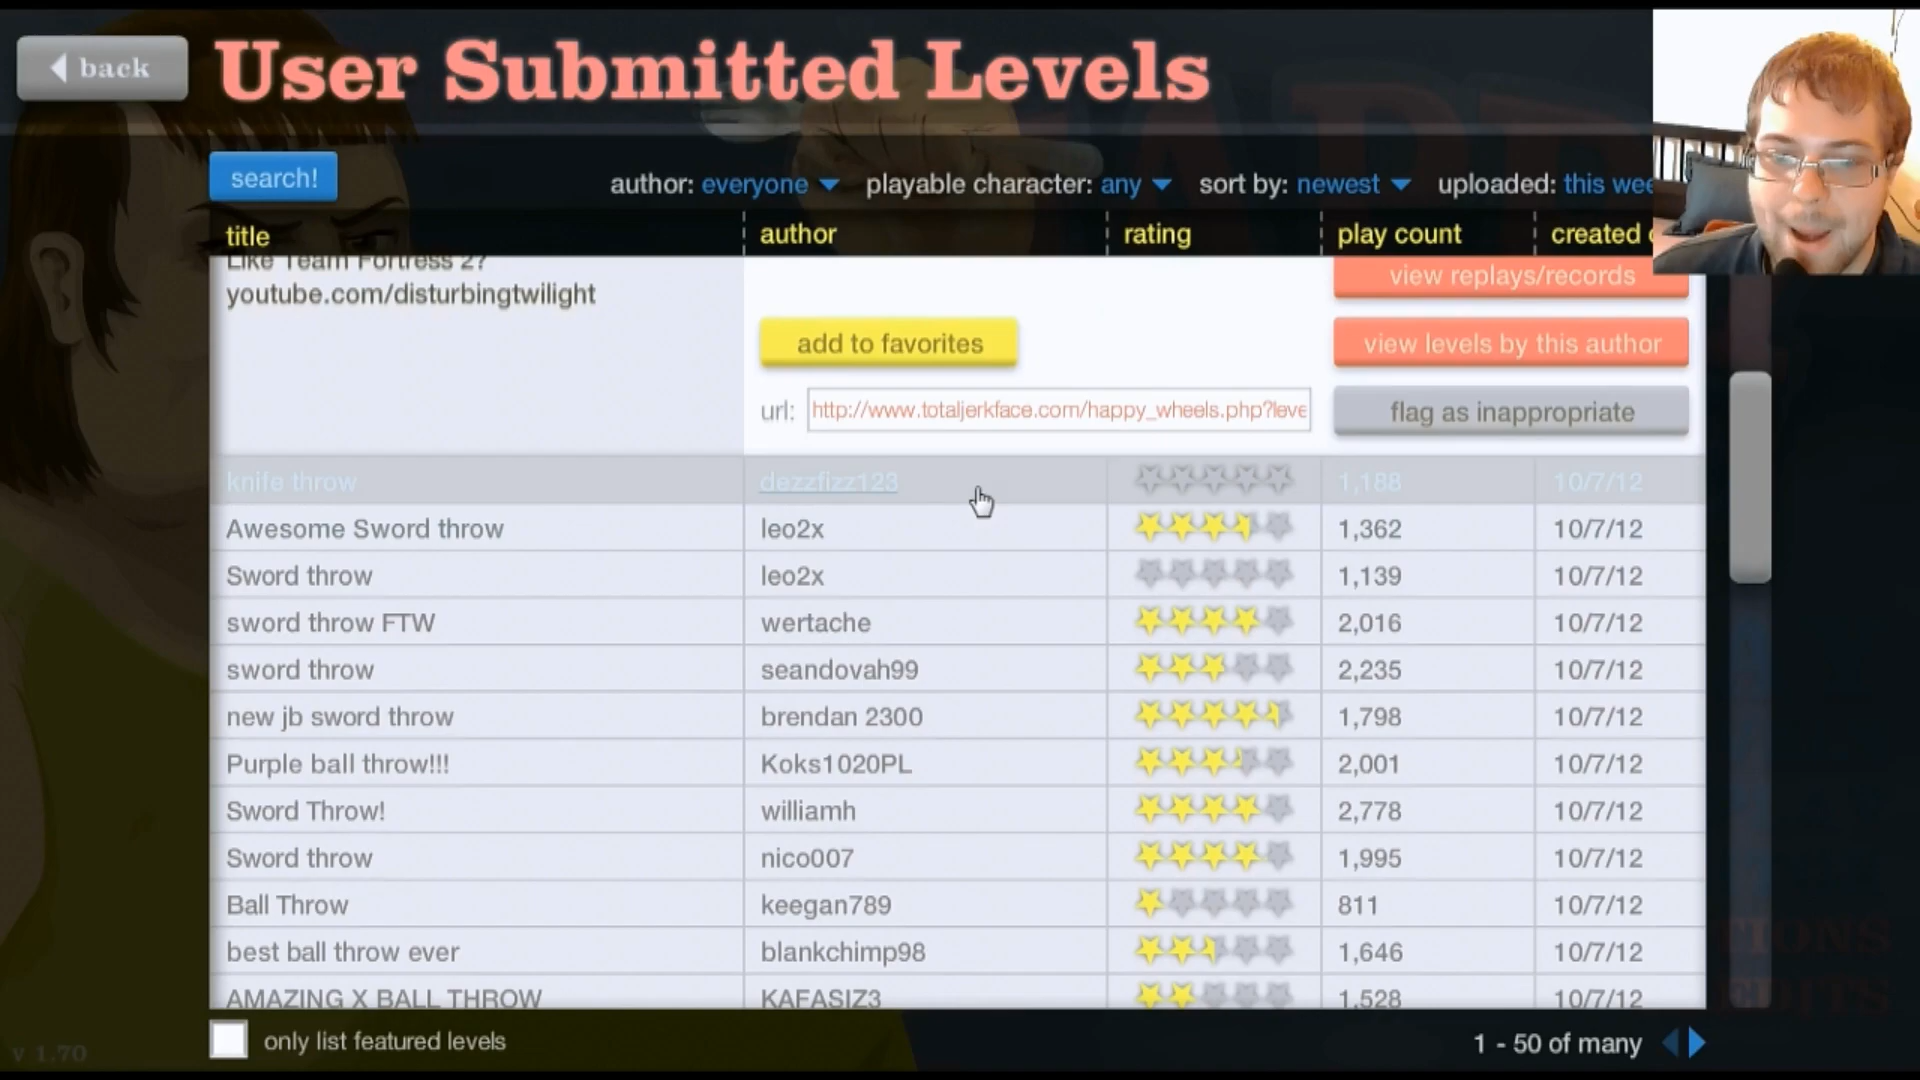 back
User Submitted Levels
search!
author: everyone playable character: any sort by: newest uploaded: this wee
title author rating play count created
Like Team Fortress 2?
youtube.com/disturbingtwilight
view replays/records
add to favorites
view levels by this author
url: http://www.totaljerkface.com/happy_wheels.php?leve
flag as inappropriate
knife throw dezzfizz123 1,188 10/7/12
Awesome Sword throw leo2x 1,362 10/7/12
Sword throw leo2x 1,139 10/7/12
sword throw FTW wertache 2,016 10/7/12
sword throw seandovah99 2,235 10/7/12
new jb sword throw brendan 2300 1,798 10/7/12
Purple ball throw!!! Koks1020PL 2,001 10/7/12
Sword Throw! williamh 2,778 10/7/12
Sword throw nico007 1,995 10/7/12
Ball Throw keegan789 811 10/7/12
best ball throw ever blankchimp98 1,646 10/7/12
AMAZING X BALL THROW KAFASIZ3 1,528 10/7/12
only list featured levels
1 - 50 of many
v 1.70